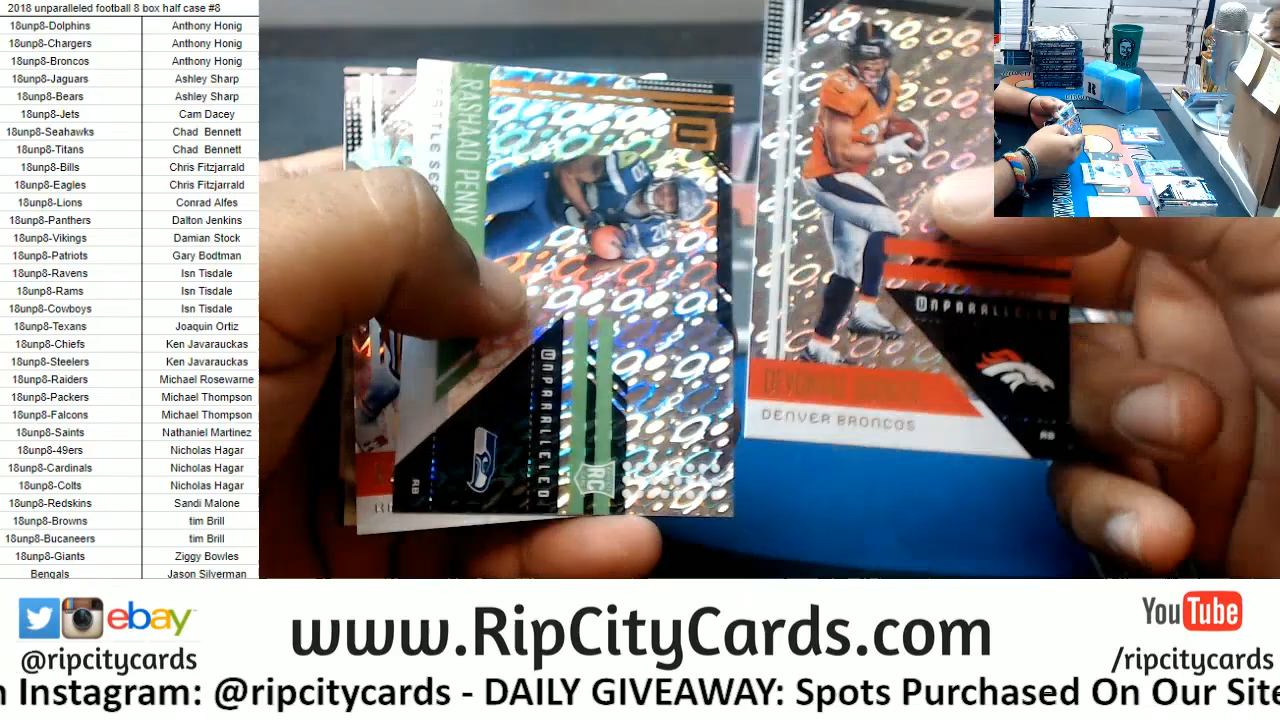 2018 unparalleled football 8 box half case #8
18unp8-Dolphins Anthony Honig
18unp8-Chargers Anthony Honig
18unp8-Broncos Anthony Honig
18unp8-Jaguars Ashley Sharp
18unp8-Bears Ashley Sharp
18unp8-Jets Cam Dacey
18unp8-Seahawks Chad Bennett
18unp8-Titans Chad Bennett
18unp8-Bills Chris Fitzjarrald
18unp8-Eagles Chris Fitzjarrald
18unp8-Lions Conrad Alfes
18unp8-Panthers Dalton Jenkins
18unp8-Vikings Damian Stock
18unp8-Patriots Gary Bodtman
18unp8-Ravens Isn Tisdale
18unp8-Rams Isn Tisdale
18unp8-Cowboys Isn Tisdale
18unp8-Texans Joaquin Ortiz
18unp8-Chiefs Ken Javarauckas
18unp8-Steelers Ken Javarauckas
18unp8-Raiders Michael Rosewarne
18unp8-Packers Michael Thompson
18unp8-Falcons Michael Thompson
18unp8-Saints Nathaniel Martinez
18unp8-49ers Nicholas Hagar
18unp8-Cardinals Nicholas Hagar
18unp8-Colts Nicholas Hagar
18unp8-Redskins Sandi Malone
18unp8-Browns tim Brill
18unp8-Bucaneers tim Brill
18unp8-Giants Ziggy Bowles
Bengals Jason Silverman
RASHAAD PENNY
UNPARALLELED
RC
RB
UNPARALLELED
DENVER BRONCOS
RB
ebay
@ripcitycards
www.RipCityCards.com
YouTube
/ripcitycards
n Instagram: @ripcitycards - DAILY GIVEAWAY: Spots Purchased On Our Site